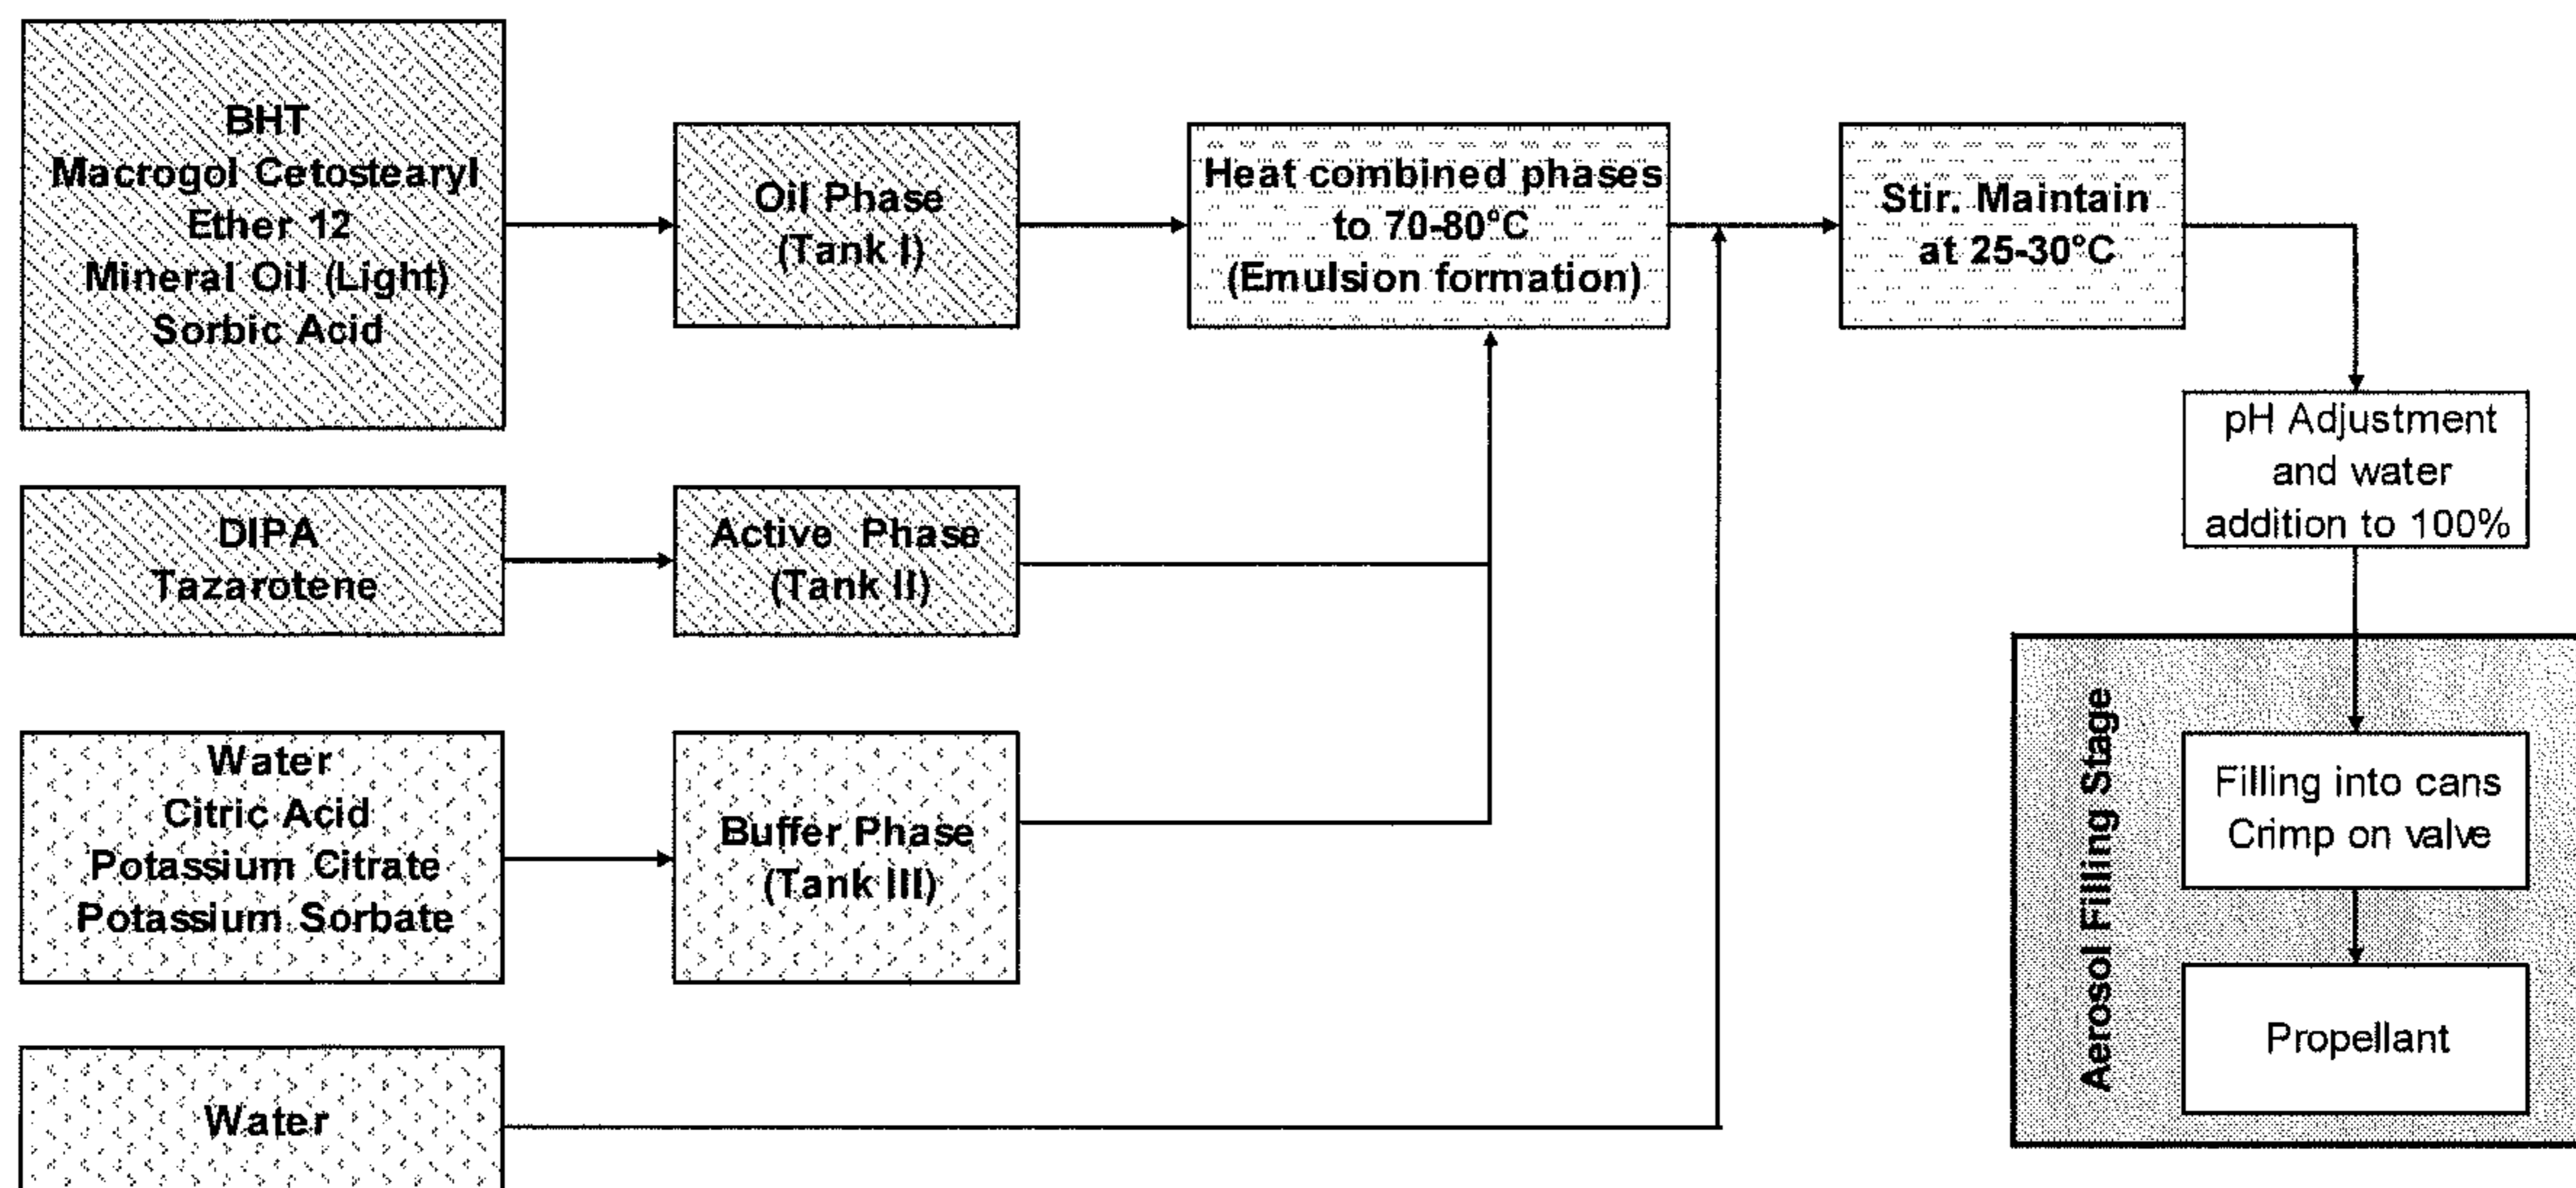 BHT
Macrogol Cetostearyl
Ether 12
Mineral Oil (Light)
Sorbic Acid
Oil Phase
(Tank I)
Heat combined phases
to 70-80°C
(Emulsion formation)
Stir. Maintain
at 25-30°C
pH Adjustment
and water
addition to 100%
DIPA
Tazarotene
Active Phase
(Tank II)
Water
Citric Acid
Potassium Citrate
Potassium Sorbate
Buffer Phase
(Tank III)
Water
Aerosol Filling Stage
Filling into cans
Crimp on valve
Propellant